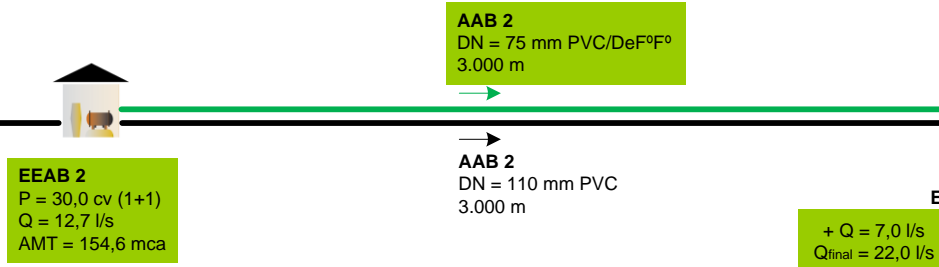 AAB 2
DN = 75 mm PVC/DeFºFº
3.000 m
AAB 2
DN = 110 mm PVC
3.000 m
EEAB 2
P = 30,0 cv (1+1)
Q = 12,7 l/s
AMT = 154,6 mca
E
+ Q = 7,0 l/s
Qfinal = 22,0 l/s